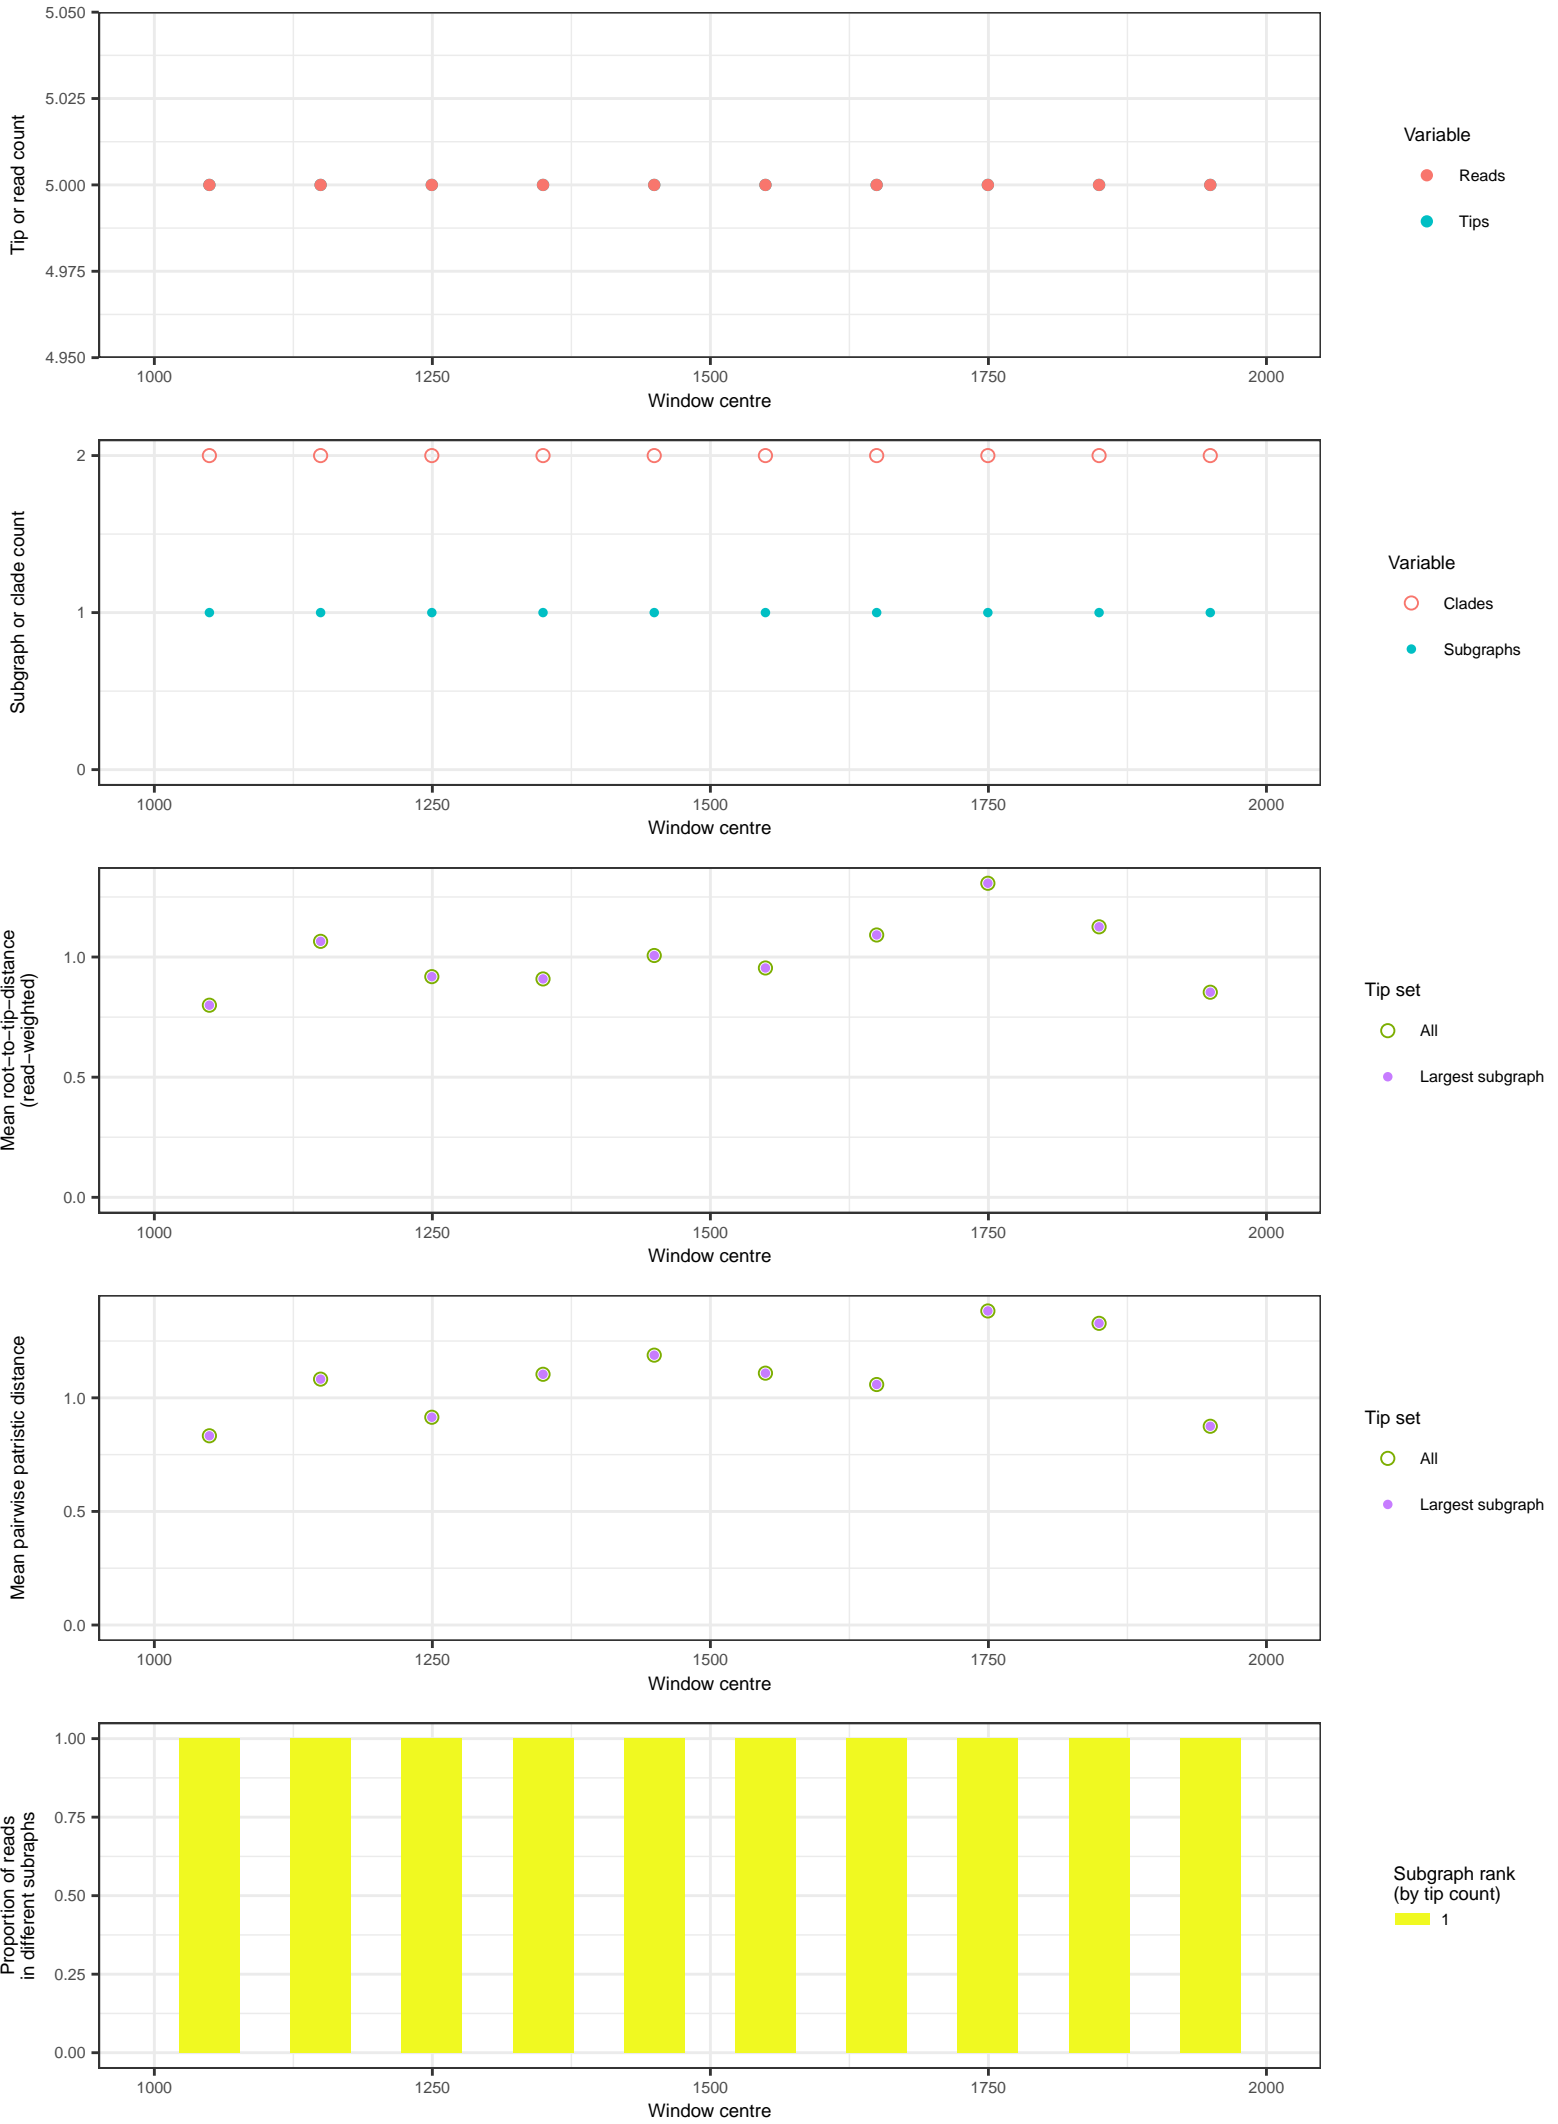 5.050
5.025
5.000
4.975
4.950
Tip or read count
1000 1250 1500 1750 2000
Window centre
Variable
Reads
Tips
2
1
0
Subgraph or clade count
1000 1250 1500 1750 2000
Window centre
Variable
Clades
Subgraphs
1.0
0.5
0.0
Mean root−to−tip−distance
(read−weighted)
1000 1250 1500 1750 2000
Window centre
Tip set
All
Largest subgraph
1.0
0.5
0.0
Mean pairwise patristic distance
1000 1250 1500 1750 2000
Window centre
Tip set
All
Largest subgraph
1.00
0.75
0.50
0.25
0.00
Proportion of reads
in different subraphs
1000 1250 1500 1750 2000
Window centre
Subgraph rank
(by tip count)
1